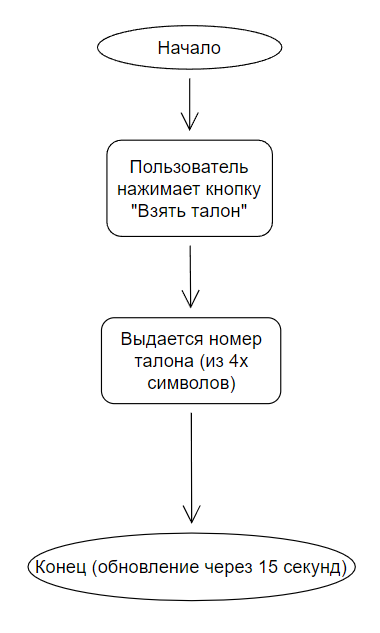 Начало
Пользователь
нажимает кнопку
"Взять талон"
Выдается номер
талона (из 4х
символов)
Конец (обновление через 15 секунд)